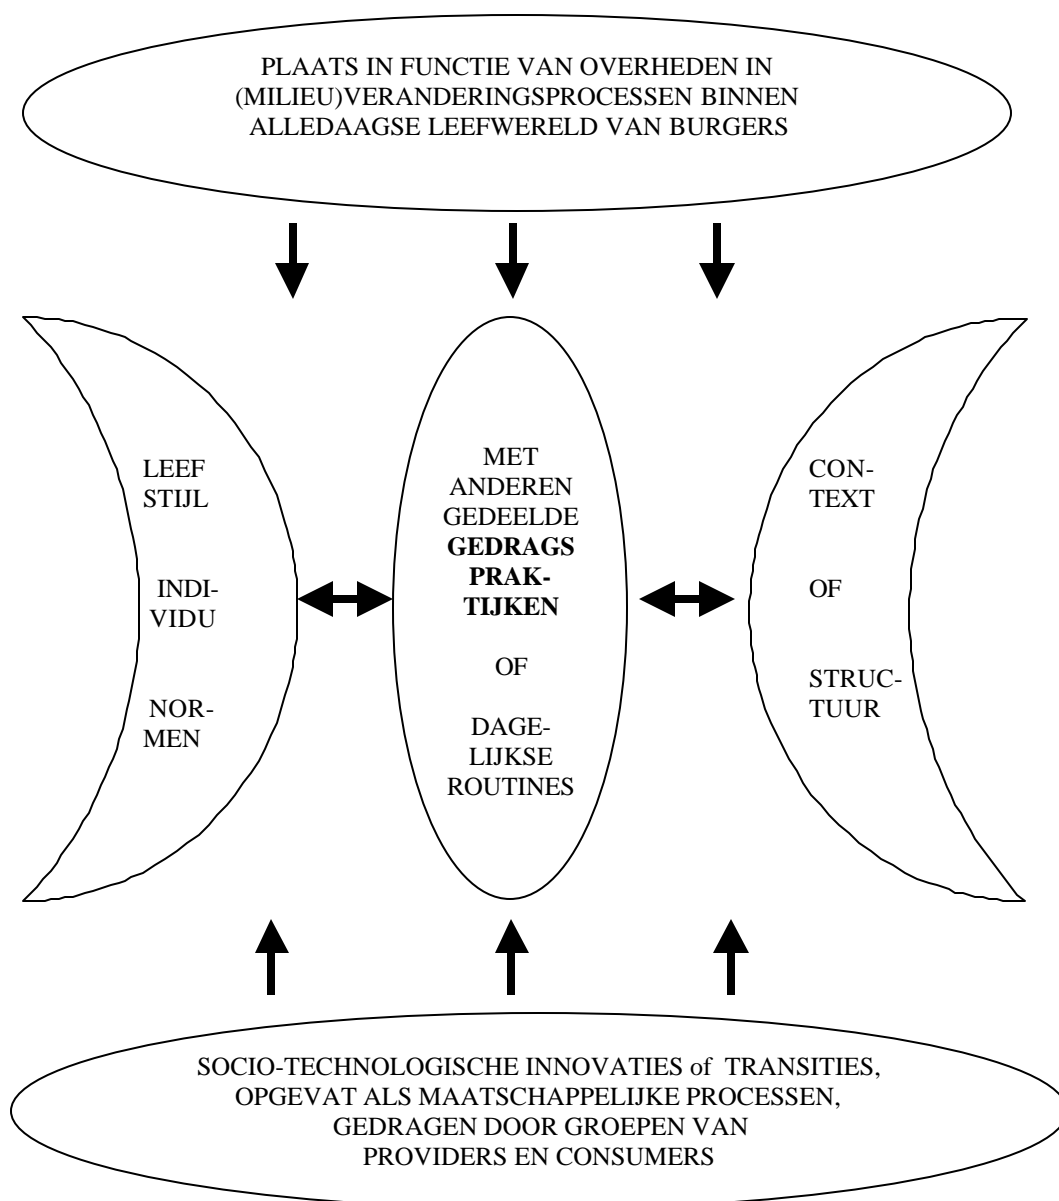 PLAATS IN FUNCTIE VAN OVERHEDEN IN
(MILIEU)VERANDERINGSPROCESSEN BINNEN
ALLEDAAGSE LEEFWERELD VAN BURGERS
LEEF
STIJL
INDI-
VIDU
NOR-
MEN
MET
ANDEREN
GEDEELDE
GEDRAGS
PRAK-
TIJKEN
OF
DAGE-
LIJKSE
ROUTINES
CON-
TEXT
OF
STRUC-
TUUR
SOCIO-TECHNOLOGISCHE INNOVATIES of TRANSITIES,
OPGEVAT ALS MAATSCHAPPELIJKE PROCESSEN,
GEDRAGEN DOOR GROEPEN VAN
PROVIDERS EN CONSUMERS